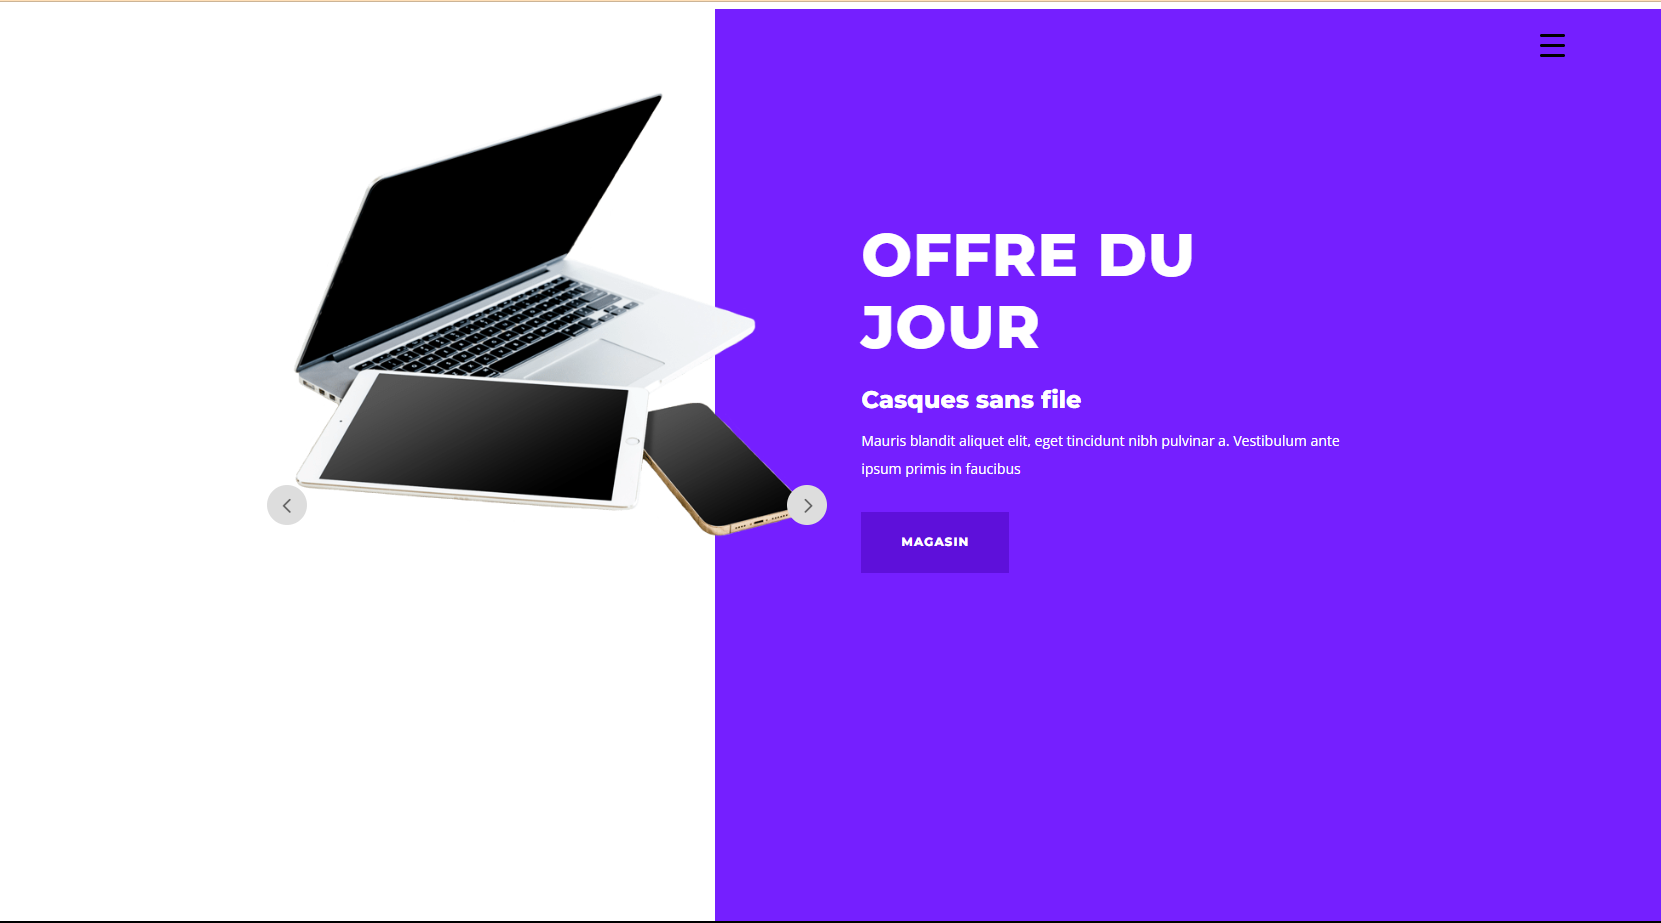 OFFRE DU
JOUR
Casques sans file
Mauris blandit aliquet elit, eget tincidunt nibh pulvinar a. Vestibulum ante
ipsum primis in faucibus
MAGASIN